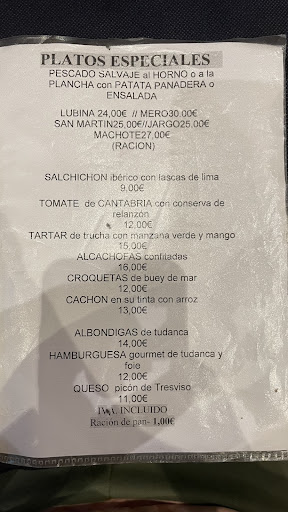 PLATOS ESPECIALES
PESCADO SALVAJE al HORNO o a la
PLANCHA con PATATA PANADERA o
ENSALADA
LUBINA 24,00€ // MERO30.00€
SAN MARTIN25,00€//JARGO25.00€
MACHOTE27,00€
(RACION)
SALCHICHON ibérico con lascas de lima
9,00€
TOMATE de CANTABRIA con conserva de
relanzón
12,00€
TARTAR de trucha con manzana verde y mango
15,00€
ALCACHOFAS confitadas
16,00€
CROQUETAS de buey de mar
12,00€
CACHON en su tinta con arroz
13,00€
ALBONDIGAS de tudanca
14,00€
HAMBURGUESA gourmet de tudanca y
foie
12,00€
QUESO picón de Tresviso
11,00€
IVA INCLUIDO
Ración de pan- 1,00€